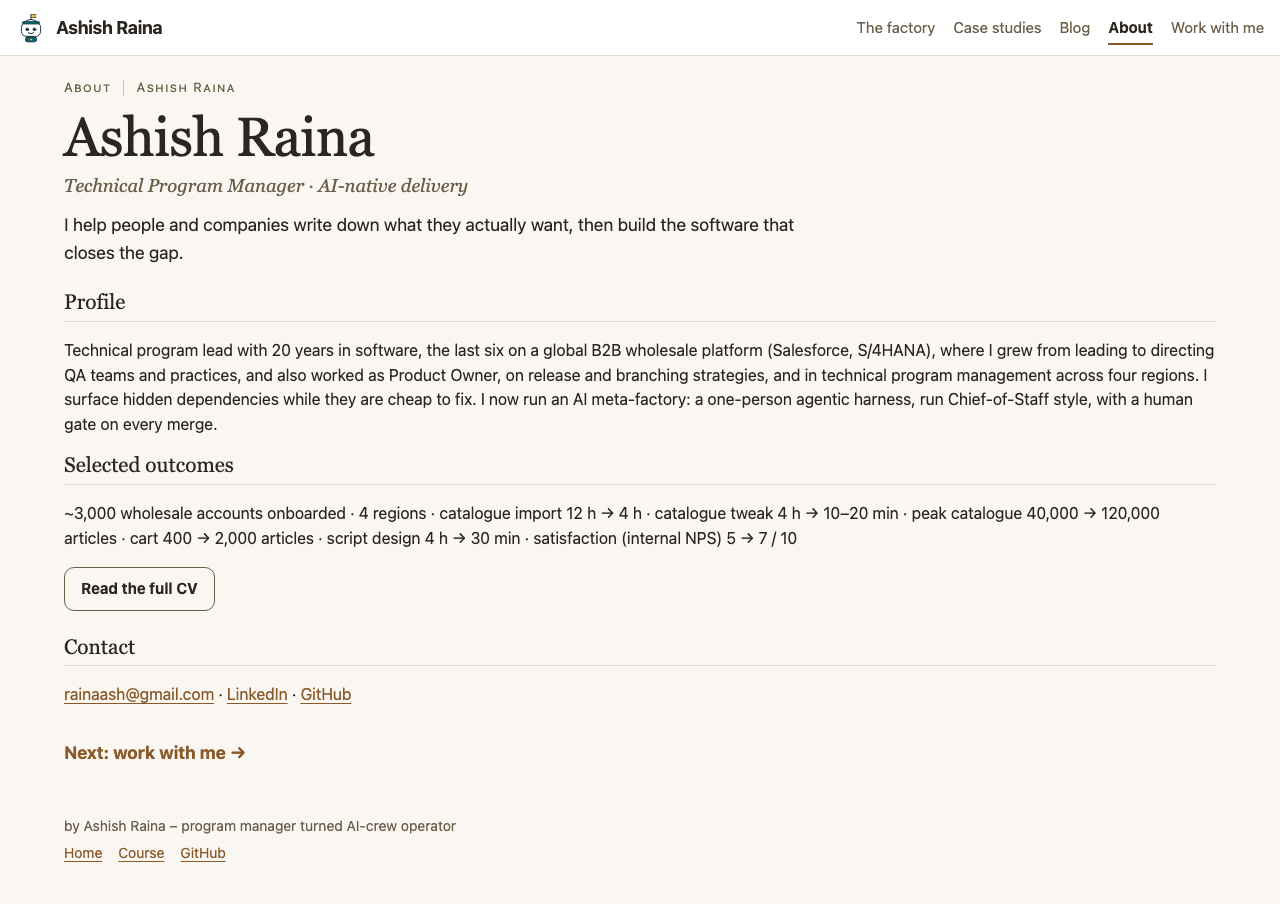 Ashish Raina
The factory
Case studies
Blog
About
Work with me
About
Ashish Raina
Ashish Raina
Technical Program Manager · AI-native delivery
I help people and companies write down what they actually want, then build the software that
closes the gap.
Profile
Technical program lead with 20 years in software, the last six on a global B2B wholesale platform (Salesforce, S/4HANA), where I grew from leading to directing
QA teams and practices, and also worked as Product Owner, on release and branching strategies, and in technical program management across four regions. I
surface hidden dependencies while they are cheap to fix. I now run an AI meta-factory: a one-person agentic harness, run Chief-of-Staff style, with a human
gate on every merge.
Selected outcomes
~3,000 wholesale accounts onboarded · 4 regions · catalogue import 12 h → 4 h · catalogue tweak 4 h → 10–20 min · peak catalogue 40,000 → 120,000
articles · cart 400 → 2,000 articles · script design 4 h → 30 min · satisfaction (internal NPS) 5 → 7 / 10
Read the full CV
Contact
rainaash@gmail.com · LinkedIn · GitHub
Next: work with me →
by Ashish Raina – program manager turned AI-crew operator
Home
Course
GitHub